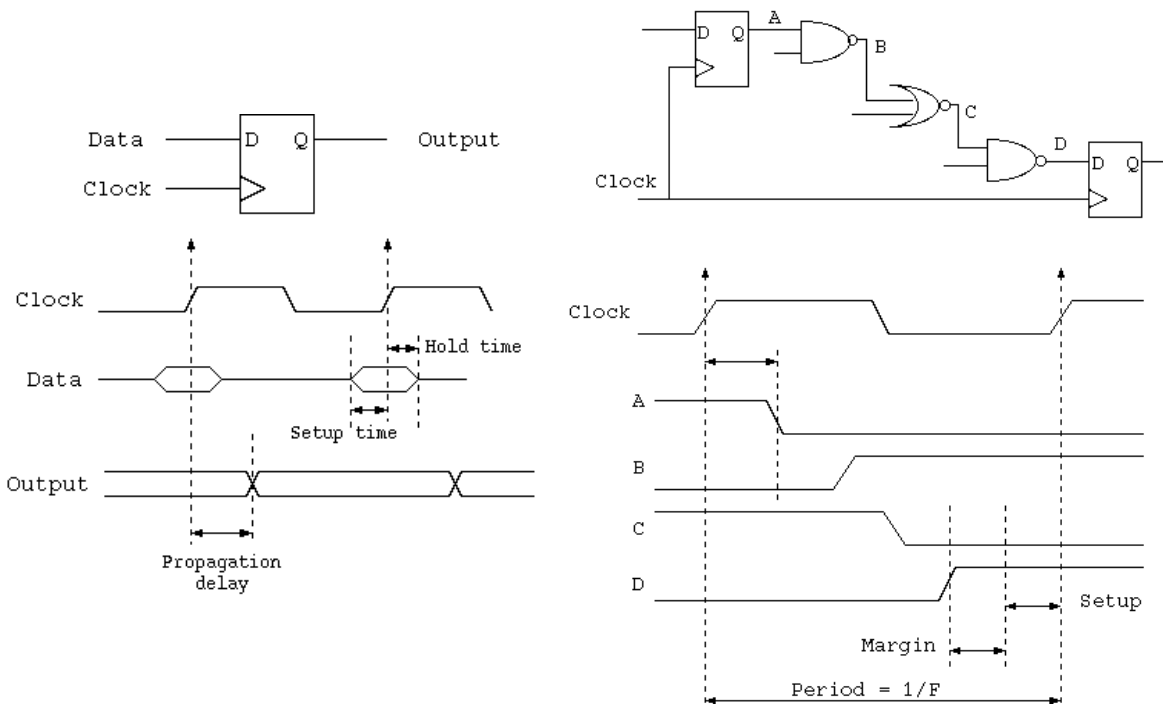 Data
D Q
Output
Clock
Clock
Hold time
Data
Setup time
Output
Propagation
delay
D Q
A
B
C
D
D Q
Clock
Clock
A
B
C
D
Setup
Margin
Period = 1/F